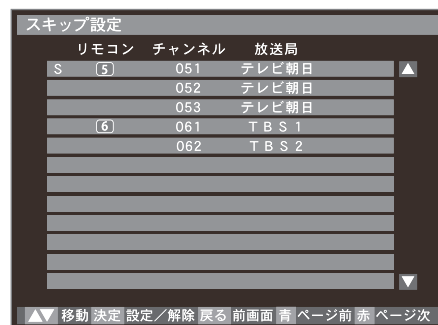 スキップ設定
リモコン チャンネル 放送局
S 5 051 テレビ朝日
052 テレビ朝日
053 テレビ朝日
6 061 TBS1
062 TBS2
▲▼ 移動 決定 設定／解除 戻る 前画面 青 ページ前 赤 ページ次